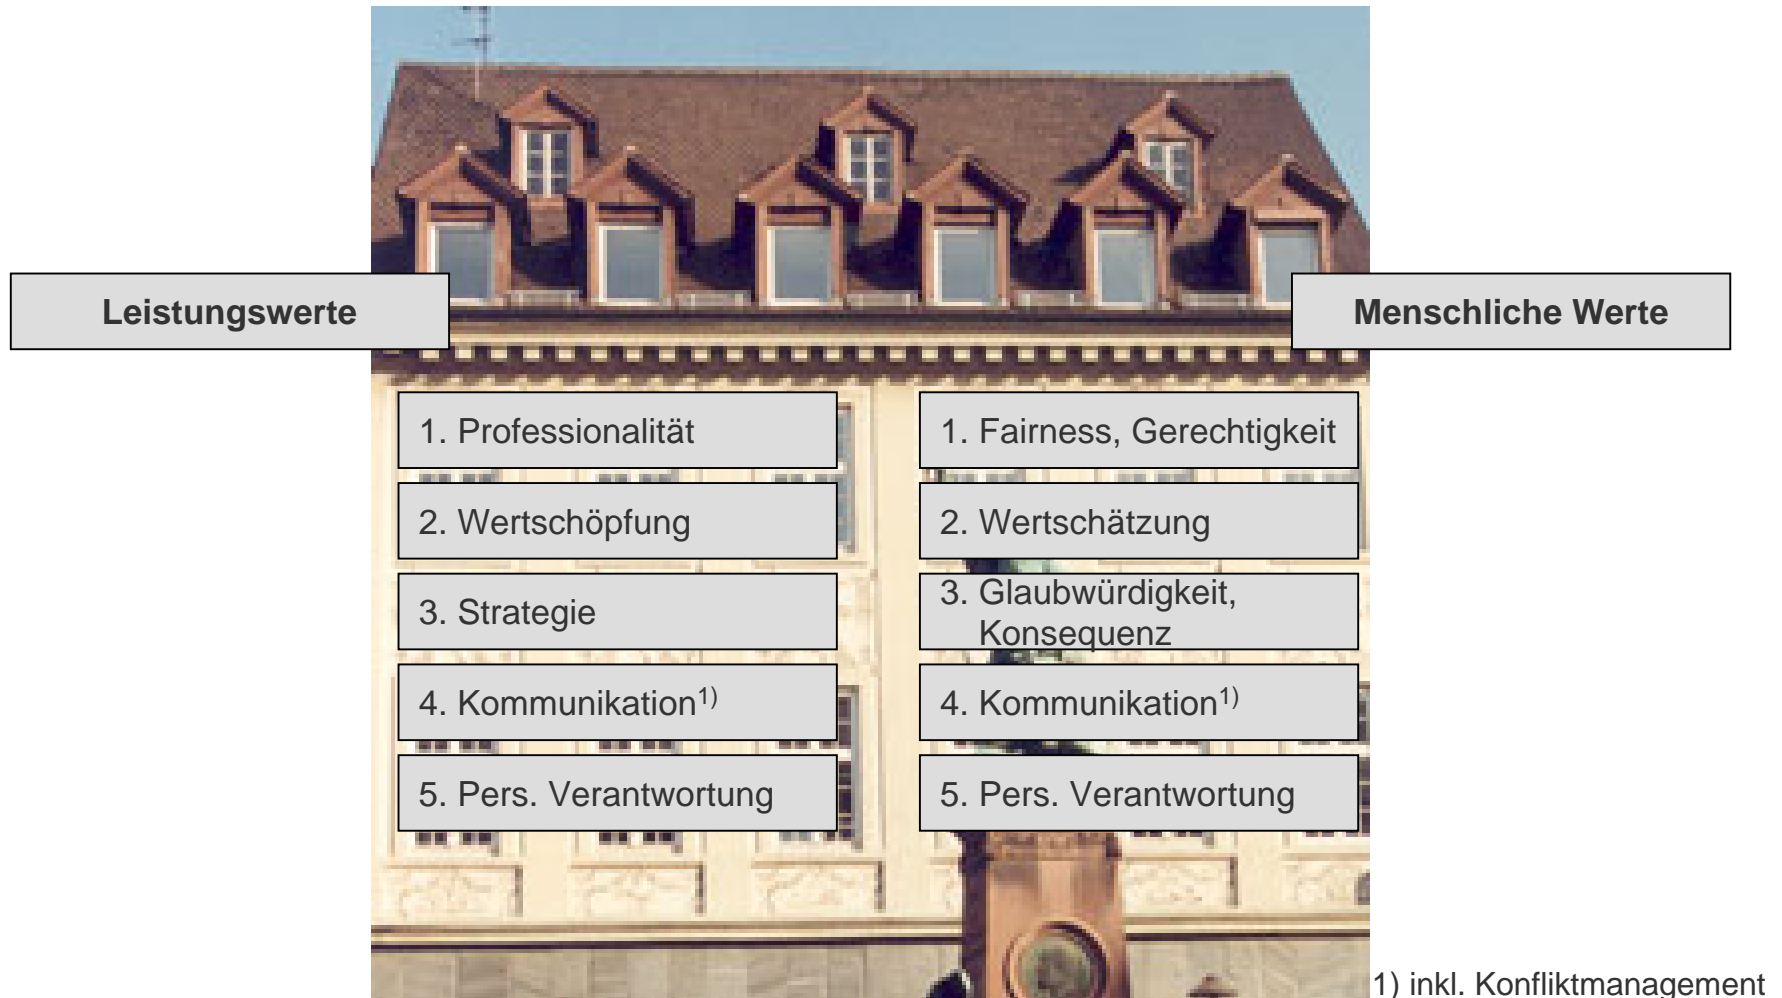 Leistungswerte
Menschliche Werte
1. Professionalität
2. Wertschöpfung
3. Strategie
4. Kommunikation1)
5. Pers. Verantwortung
1. Fairness, Gerechtigkeit
2. Wertschätzung
3. Glaubwürdigkeit,
Konsequenz
4. Kommunikation1)
5. Pers. Verantwortung
1) inkl. Konfliktmanagement